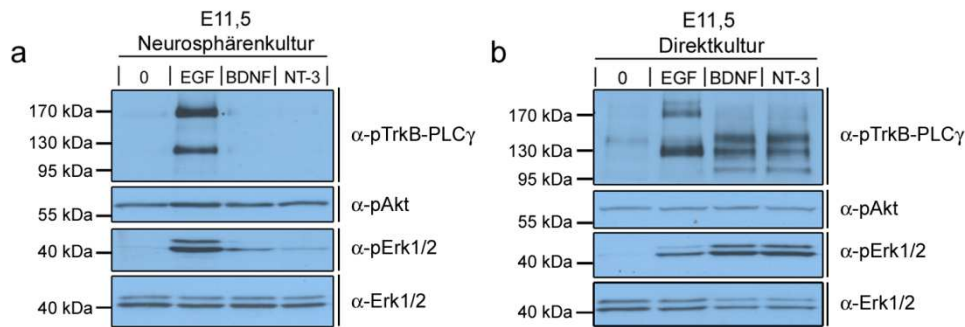 a
E11,5
Neurosphärenkultur
0 | EGF |BDNF| NT-3 |
170 kDa
130 kDa
95 kDa
α-pTrkB-PLCγ
55 kDa
α-pAkt
40 kDa
α-pErk1/2
40 kDa
α-Erk1/2
b
E11,5
Direktkultur
| 0 | EGF |BDNF | NT-3 |
170 kDa
130 kDa
95 kDa
α-pTrkB-PLCγ
55 kDa
α-pAkt
40 kDa
α-pErk1/2
40 kDa
α-Erk1/2